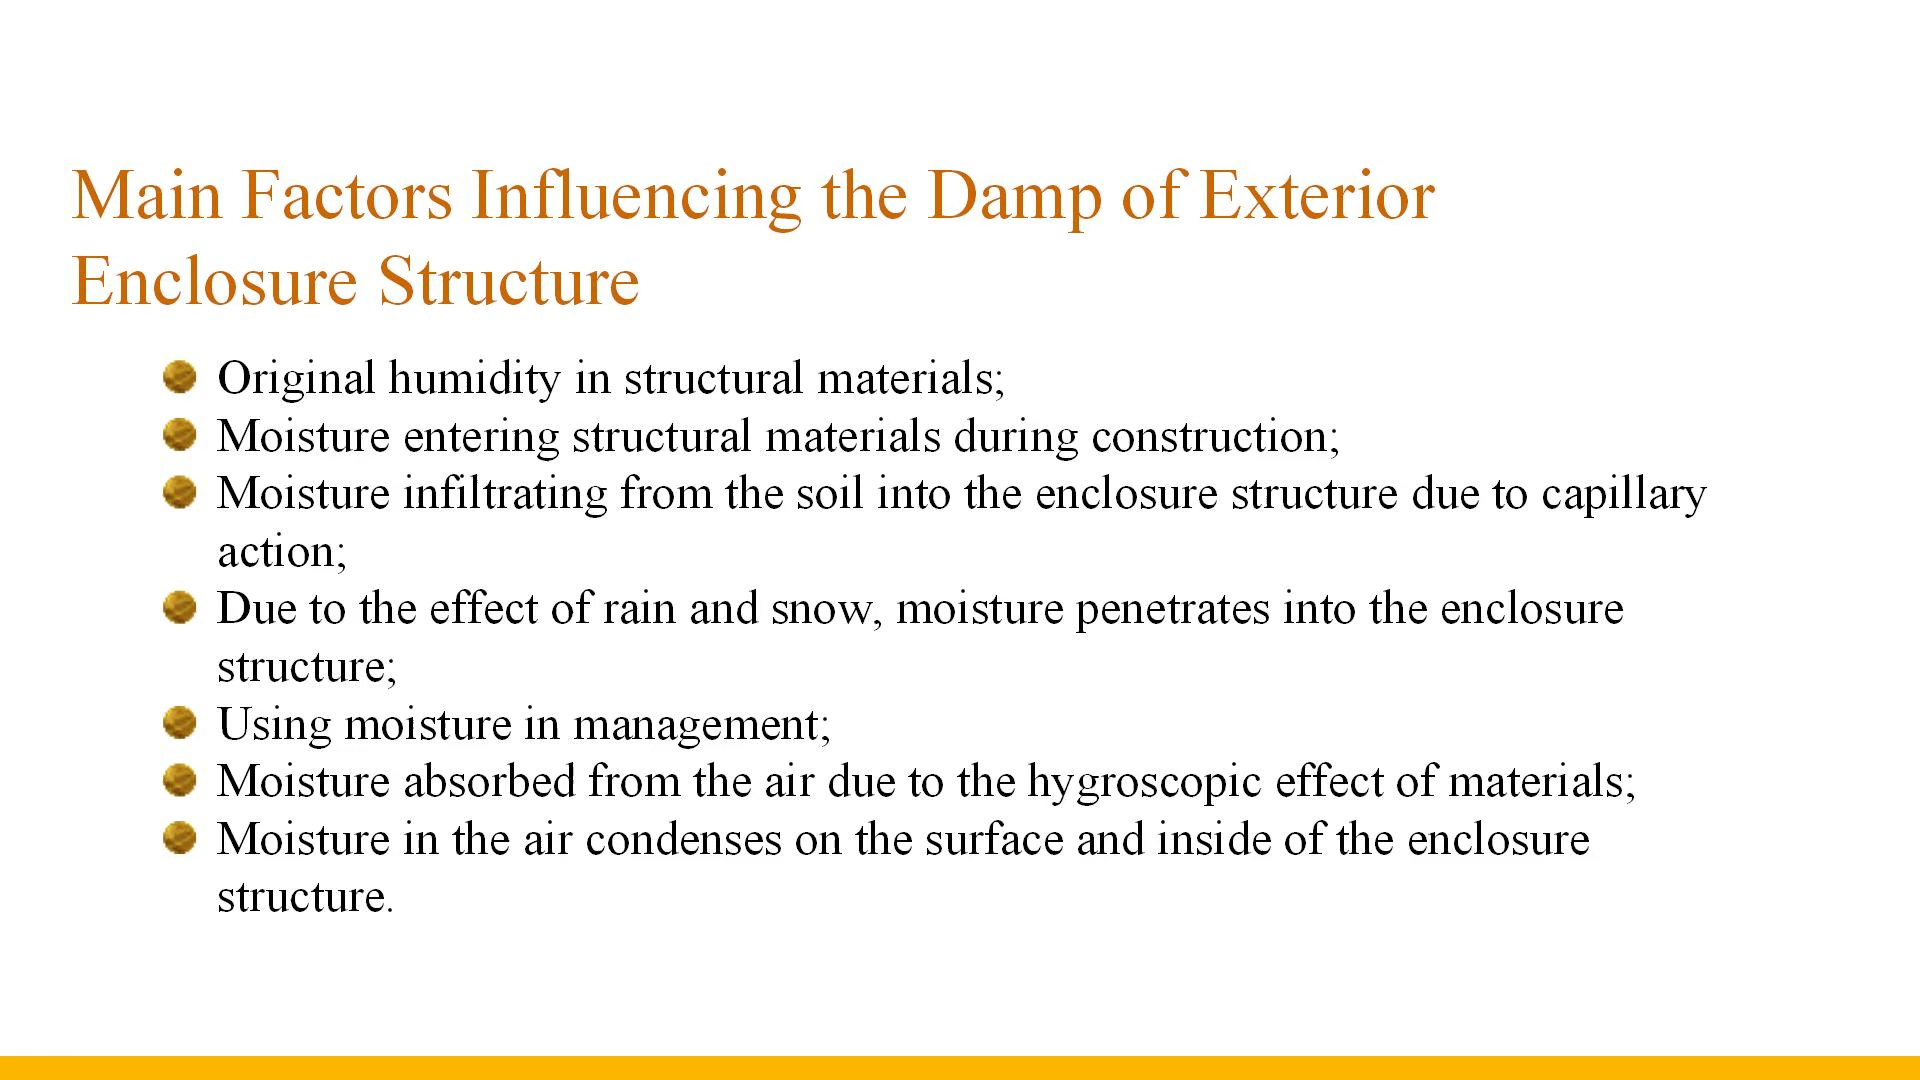 Main Factors Influencing the Damp of Exterior
Enclosure Structure
Original humidity in structural materials;
Moisture entering structural materials during construction;
Moisture infiltrating from the soil into the enclosure structure due to capillary
action;
Due to the effect of rain and snow, moisture penetrates into the enclosure
structure;
Using moisture in management;
Moisture absorbed from the air due to the hygroscopic effect of materials;
Moisture in the air condenses on the surface and inside of the enclosure
structure.